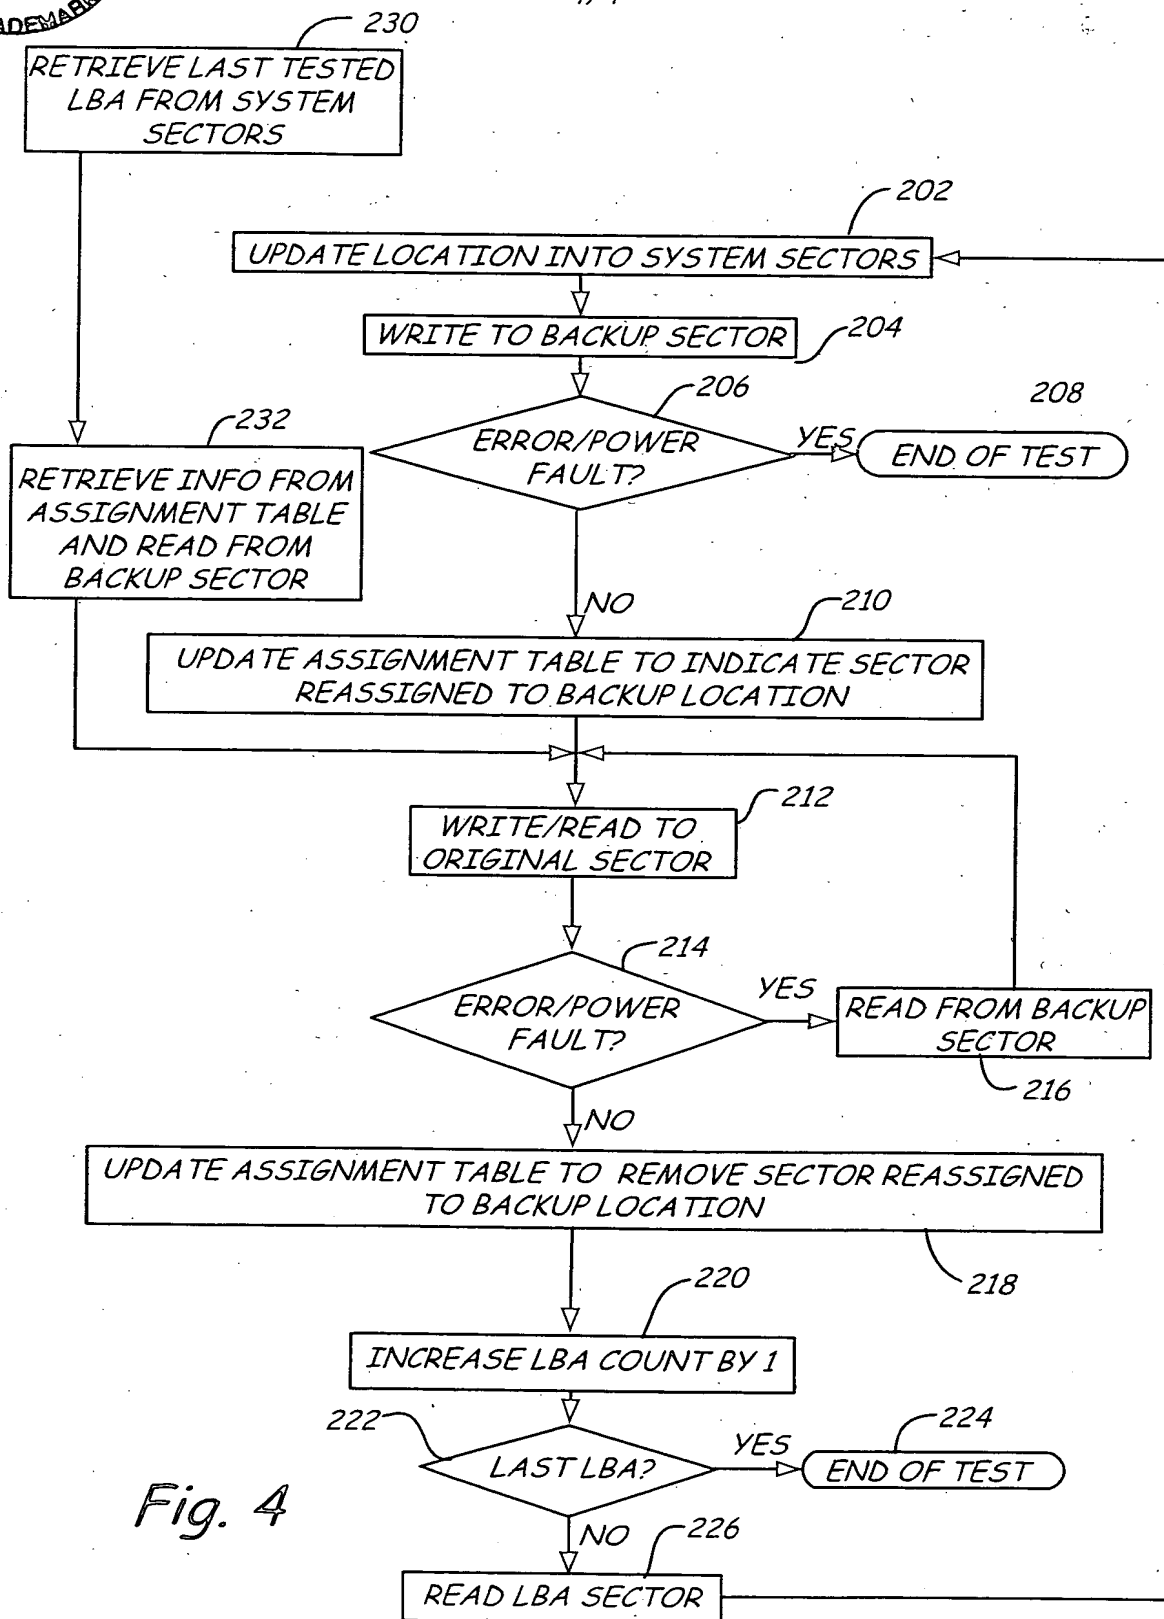 230
RETRIEVE LAST TESTED
LBA FROM SYSTEM
SECTORS
202
UPDATE LOCATION INTO SYSTEM SECTORS
WRITE TO BACKUP SECTOR
204
206
208
232
ERROR/POWER
FAULT?
YES
END OF TEST
RETRIEVE INFO FROM
ASSIGNMENT TABLE
AND READ FROM
BACKUP SECTOR
NO
210
UPDATE ASSIGNMENT TABLE TO INDICATE SECTOR
REASSIGNED TO BACKUP LOCATION
212
WRITE/READ TO
ORIGINAL SECTOR
214
ERROR/POWER
FAULT?
YES
READ FROM BACKUP
SECTOR
216
NO
UPDATE ASSIGNMENT TABLE TO REMOVE SECTOR REASSIGNED
TO BACKUP LOCATION
218
220
INCREASE LBA COUNT BY 1
222
LAST LBA?
YES
224
END OF TEST
Fig. 4
NO
226
READ LBA SECTOR